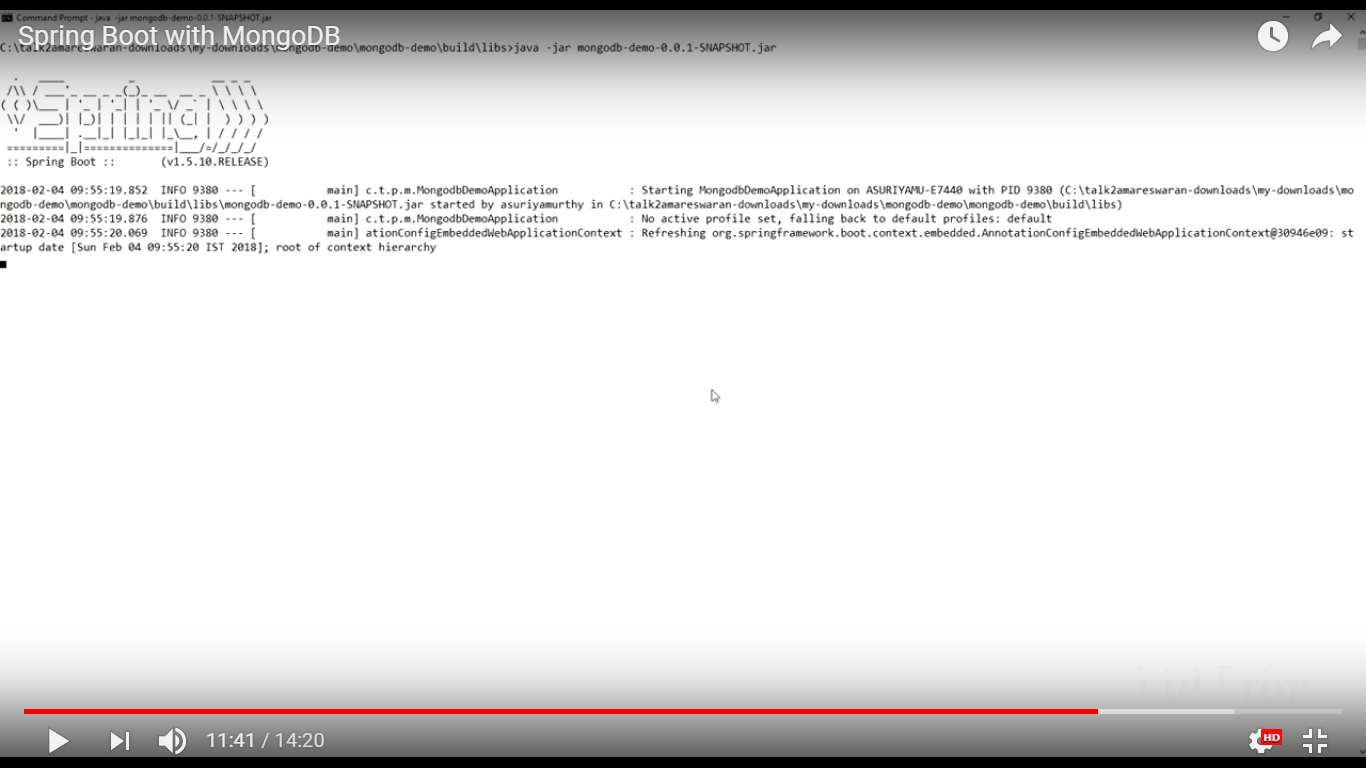 Command Prompt - java -jar mongodb-demo-0.0.1-SNAPSHOT.jar
Spring Boot with MongoDB
C:\talk2amareswaran-downloads\my-downloads\mongodb-demo\mongodb-demo\build\libs>java -jar mongodb-demo-0.0.1-SNAPSHOT.jar
Spring
:: Spring Boot :: (v1.5.10.RELEASE)
2018-02-04 09:55:19.852 INFO 9380 --- [ main] c.t.p.m.MongodbDemoApplication : Starting MongodbDemoApplication on ASURIYAMU-E7440 with PID 9380 (C:\talk2amareswaran-downloads\my-downloads\mo
ngodb-demo\mongodb-demo\build\libs\mongodb-demo-0.0.1-SNAPSHOT.jar started by asuriyamurthy in C:\talk2amareswaran-downloads\my-downloads\mongodb-demo\mongodb-demo\build\libs)
2018-02-04 09:55:19.876 INFO 9380 --- [ main] c.t.p.m.MongodbDemoApplication : No active profile set, falling back to default profiles: default
2018-02-04 09:55:20.069 INFO 9380 --- [ main] ationConfigEmbeddedWebApplicationContext : Refreshing org.springframework.boot.context.embedded.AnnotationConfigEmbeddedWebApplicationContext@30946e09: st
artup date [Sun Feb 04 09:55:20 IST 2018]; root of context hierarchy
11:41 / 14:20
HD